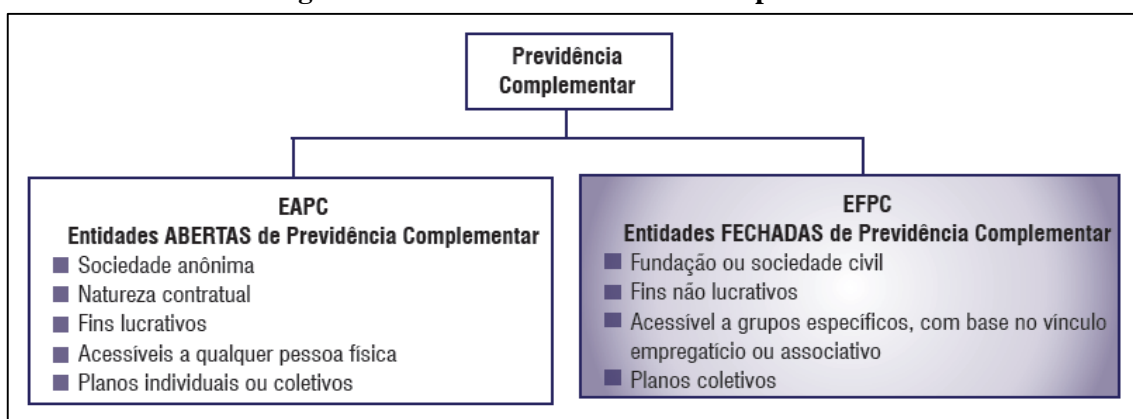 Previdência
Complementar
EAPC
Entidades ABERTAS de Previdência Complementar
Sociedade anônima
Natureza contratual
Fins lucrativos
Acessíveis a qualquer pessoa física
Planos individuais ou coletivos
EFPC
Entidades FECHADAS de Previdência Complementar
Fundação ou sociedade civil
Fins não lucrativos
Acessível a grupos específicos, com base no vínculo
empregatício ou associativo
Planos coletivos